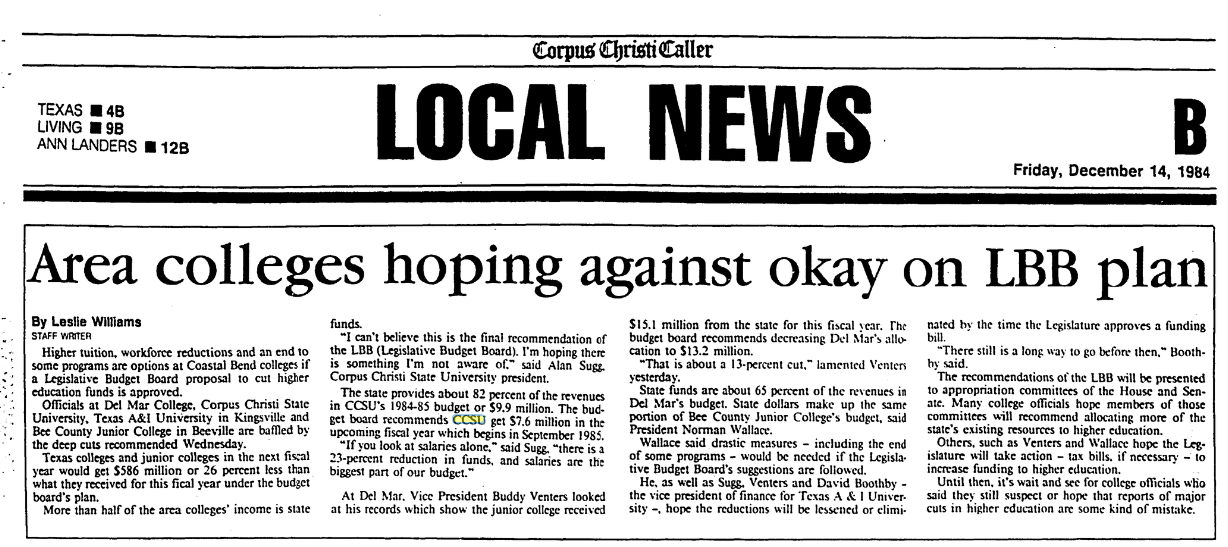 Corpus Christi Caller
TEXAS ■ 4B
LIVING ■ 9B
ANN LANDERS ■ 12B
LOCAL NEWS
B
Friday, December 14, 1984
Area colleges hoping against okay on LBB plan
By Leslie Williams
STAFF WRITER
Higher tuition, workforce reductions and an end to
some programs are options at Coastal Bend colleges if
a Legislative Budget Board proposal to cut higher
education funds is approved.
Officials at Del Mar College, Corpus Christi State
University, Texas A&I University in Kingsville and
Bee County Junior College in Beeville are baffled by
the deep cuts recommended Wednesday.
Texas colleges and junior colleges in the next fiscal
year would get $586 million or 26 percent less than
what they received for this fical year under the budget
board's plan.
More than half of the area colleges' income is state
funds.
"I can't believe this is the final recommendation of
the LBB (Legislative Budget Board). I'm hoping there
is something I'm not aware of," said Alan Sugg,
Corpus Christi State University president.
The state provides about 82 percent of the revenues
in CCSU's 1984-85 budget or $9.9 million. The bud-
get board recommends CCSU get $7.6 million in the
upcoming fiscal year which begins in September 1985.
"If you look at salaries alone," said Sugg, "there is a
23-percent reduction in funds, and salaries are the
biggest part of our budget."
At Del Mar, Vice President Buddy Venters looked
at his records which show the junior college received
$15.1 million from the state for this fiscal year. The
budget board recommends decreasing Del Mar's allo-
cation to $13.2 million.
"That is about a 13-percent cut," lamented Venters
yesterday.
State funds are about 65 percent of the revenues in
Del Mar's budget. State dollars make up the same
portion of Bee County Junior College's budget, said
President Norman Wallace.
Wallace said drastic measures – including the end
of some programs – would be needed if the Legisla-
tive Budget Board's suggestions are followed.
He, as well as Sugg, Venters and David Boothby –
the vice president of finance for Texas A & I Univer-
sity –, hope the reductions will be lessened or elimi-
nated by the time the Legislature approves a funding
bill.
"There still is a long way to go before then," Booth-
by said.
The recommendations of the LBB will be presented
to appropriation committees of the House and Sen-
ate. Many college officials hope members of those
committees will recommend allocating more of the
state's existing resources to higher education.
Others, such as Venters and Wallace hope the Leg-
islature will take action – tax bills, if necessary – to
increase funding to higher education.
Until then, it's wait and see for college officials who
said they still suspect or hope that reports of major
cuts in higher education are some kind of mistake.